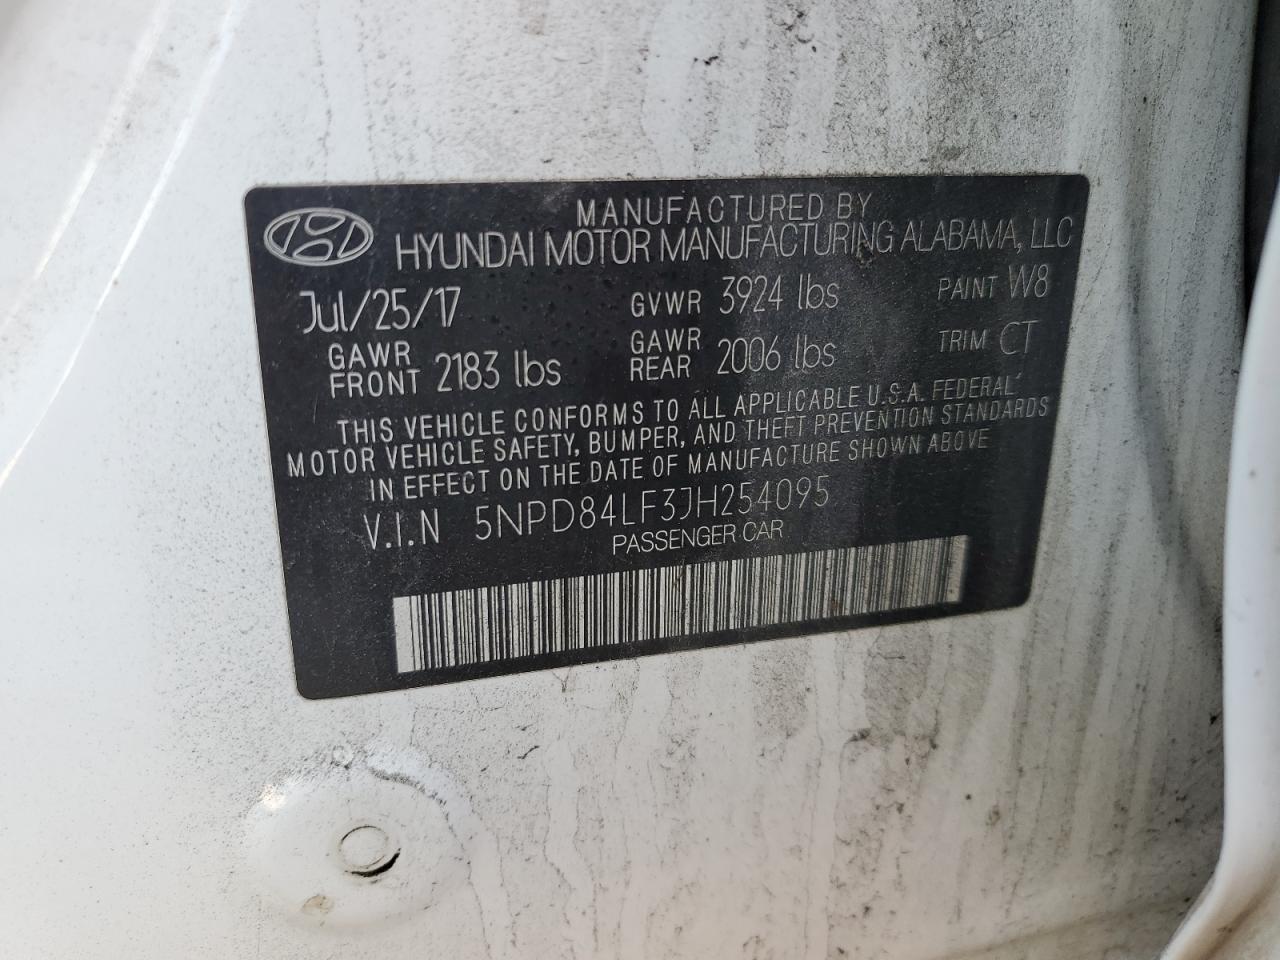 MANUFACTURED BY
HYUNDAI MOTOR MANUFACTURING ALABAMA, LLC
Jul/25/17 GVWR 3924 lbs PAINT W8
GAWR FRONT 2183 lbs GAWR REAR 2006 lbs TRIM CT
THIS VEHICLE CONFORMS TO ALL APPLICABLE U.S.A. FEDERAL
MOTOR VEHICLE SAFETY, BUMPER, AND THEFT PREVENTION STANDARDS
IN EFFECT ON THE DATE OF MANUFACTURE SHOWN ABOVE
V.I.N 5NPD84LF3JH254095
PASSENGER CAR